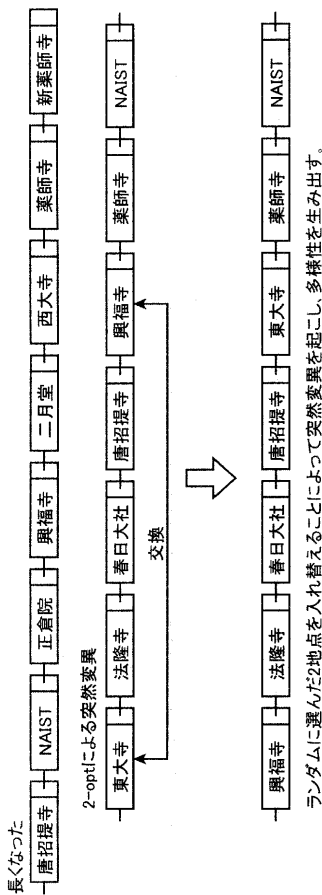 長くなった
唐招提寺 NAIST 正倉院 興福寺 二月堂 西大寺 薬師寺 新薬師寺
2-optによる突然変異
東大寺 法隆寺 春日大社 唐招提寺 興福寺 薬師寺 NAIST
交換
興福寺 法隆寺 春日大社 唐招提寺 東大寺 薬師寺 NAIST
ランダムに選んだ2地点を入れ替えることによって突然変異を起こし、多様性を生み出す。